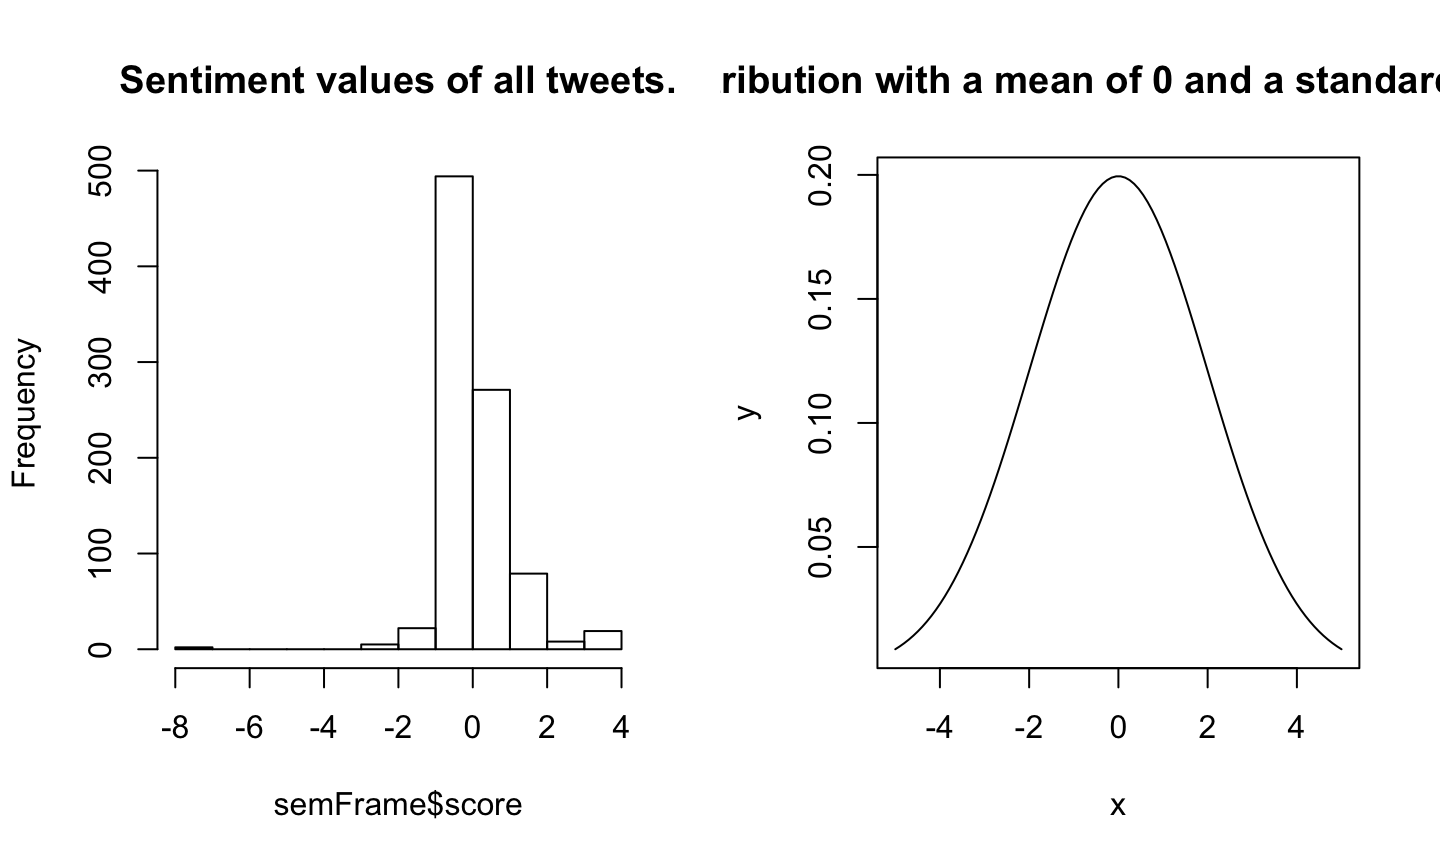 Sentiment values of all tweets.
Frequency
500
400
300
200
100
0
-8 -6 -4 -2 0 2 4
semFrame$score
ribution with a mean of 0 and a standard
y
0.20
0.15
0.10
0.05
-4 -2 0 2 4
x